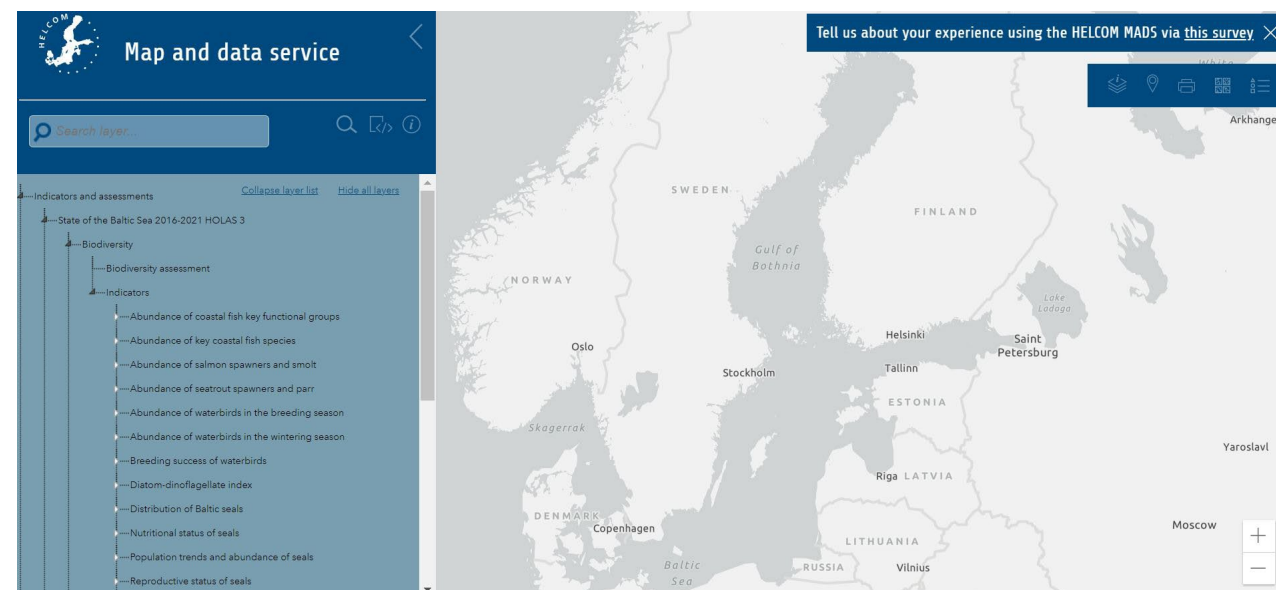 HELCOM
Map and data service
Search layer...
Collapse layer list
Hide all layers
Indicators and assessments
State of the Baltic Sea 2016-2021 HOLAS 3
Biodiversity
Biodiversity assessment
Indicators
Abundance of coastal fish key functional groups
Abundance of key coastal fish species
Abundance of salmon spawners and smolt
Abundance of seatrout spawners and parr
Abundance of waterbirds in the breeding season
Abundance of waterbirds in the wintering season
Breeding success of waterbirds
Diatom-dinoflagellate index
Distribution of Baltic seals
Nutritional status of seals
Population trends and abundance of seals
Reproductive status of seals
Tell us about your experience using the HELCOM MADS via this survey
White
Arkhange
SWEDEN
FINLAND
Gulf of
Bothnia
NORWAY
Lake
Ladoga
Helsinki
Saint
Petersburg
Oslo
Stockholm
Tallinn
ESTONIA
Skagerrak
Yaroslavl
Riga
LATVIA
DENMARK
Copenhagen
Moscow
LITHUANIA
Baltic
Sea
RUSSIA
Vilnius